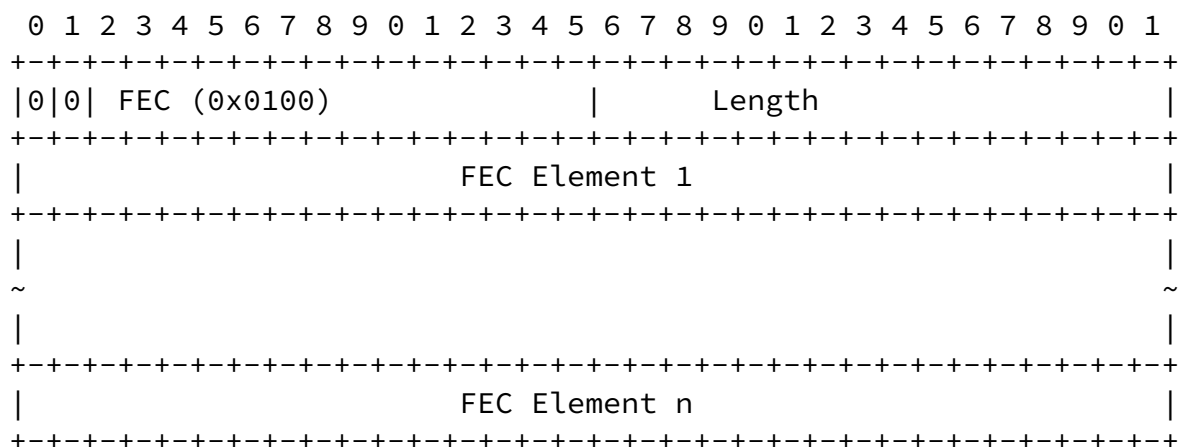 0 1 2 3 4 5 6 7 8 9 0 1 2 3 4 5 6 7 8 9 0 1 2 3 4 5 6 7 8 9 0 1
+-+-+-+-+-+-+-+-+-+-+-+-+-+-+-+-+-+-+-+-+-+-+-+-+-+-+-+-+-+-+-+-+
|0|0| FEC (0x0100)              |      Length                   |
+-+-+-+-+-+-+-+-+-+-+-+-+-+-+-+-+-+-+-+-+-+-+-+-+-+-+-+-+-+-+-+-+
|                        FEC Element 1                          |
+-+-+-+-+-+-+-+-+-+-+-+-+-+-+-+-+-+-+-+-+-+-+-+-+-+-+-+-+-+-+-+-+
|                                                               |
~                                                               ~
|                                                               |
+-+-+-+-+-+-+-+-+-+-+-+-+-+-+-+-+-+-+-+-+-+-+-+-+-+-+-+-+-+-+-+-+
|                        FEC Element n                          |
+-+-+-+-+-+-+-+-+-+-+-+-+-+-+-+-+-+-+-+-+-+-+-+-+-+-+-+-+-+-+-+-+